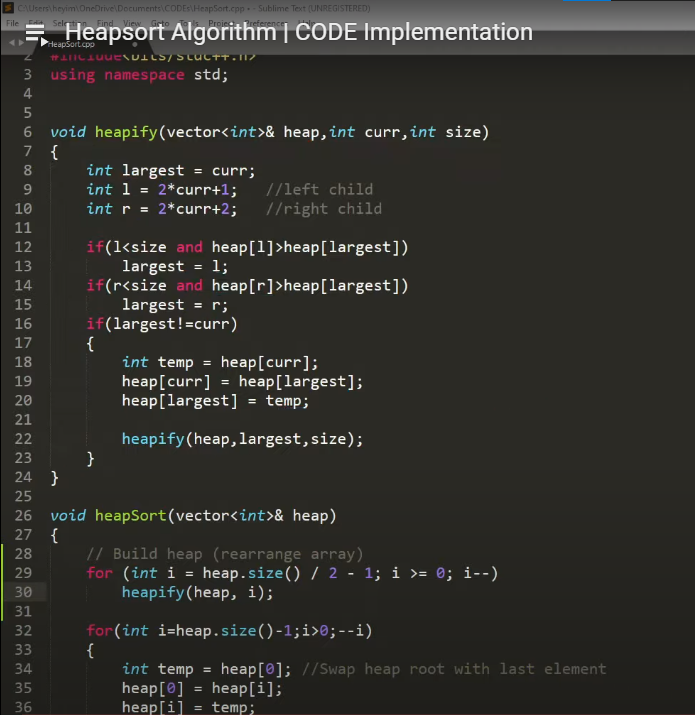 C:\Users\heyim\OneDrive\Documents\CODEs\HeapSort.cpp • - Sublime Text (UNREGISTERED)
File Edit Selection Find View Goto Tools Project Preferences Help
Heapsort Algorithm | CODE Implementation
HeapSort.cpp
2 #include<bits/stdc++.h>
3 using namespace std;
4
5
6 void heapify(vector<int>& heap,int curr,int size)
7 {
8 int largest = curr;
9 int l = 2*curr+1; //left child
10 int r = 2*curr+2; //right child
11
12 if(l<size and heap[l]>heap[largest])
13 largest = l;
14 if(r<size and heap[r]>heap[largest])
15 largest = r;
16 if(largest!=curr)
17 {
18 int temp = heap[curr];
19 heap[curr] = heap[largest];
20 heap[largest] = temp;
21
22 heapify(heap,largest,size);
23 }
24 }
25
26 void heapSort(vector<int>& heap)
27 {
28 // Build heap (rearrange array)
29 for (int i = heap.size() / 2 - 1; i >= 0; i--)
30 heapify(heap, i);
31
32 for(int i=heap.size()-1;i>0;--i)
33 {
34 int temp = heap[0]; //Swap heap root with last element
35 heap[0] = heap[i];
36 heap[i] = temp;